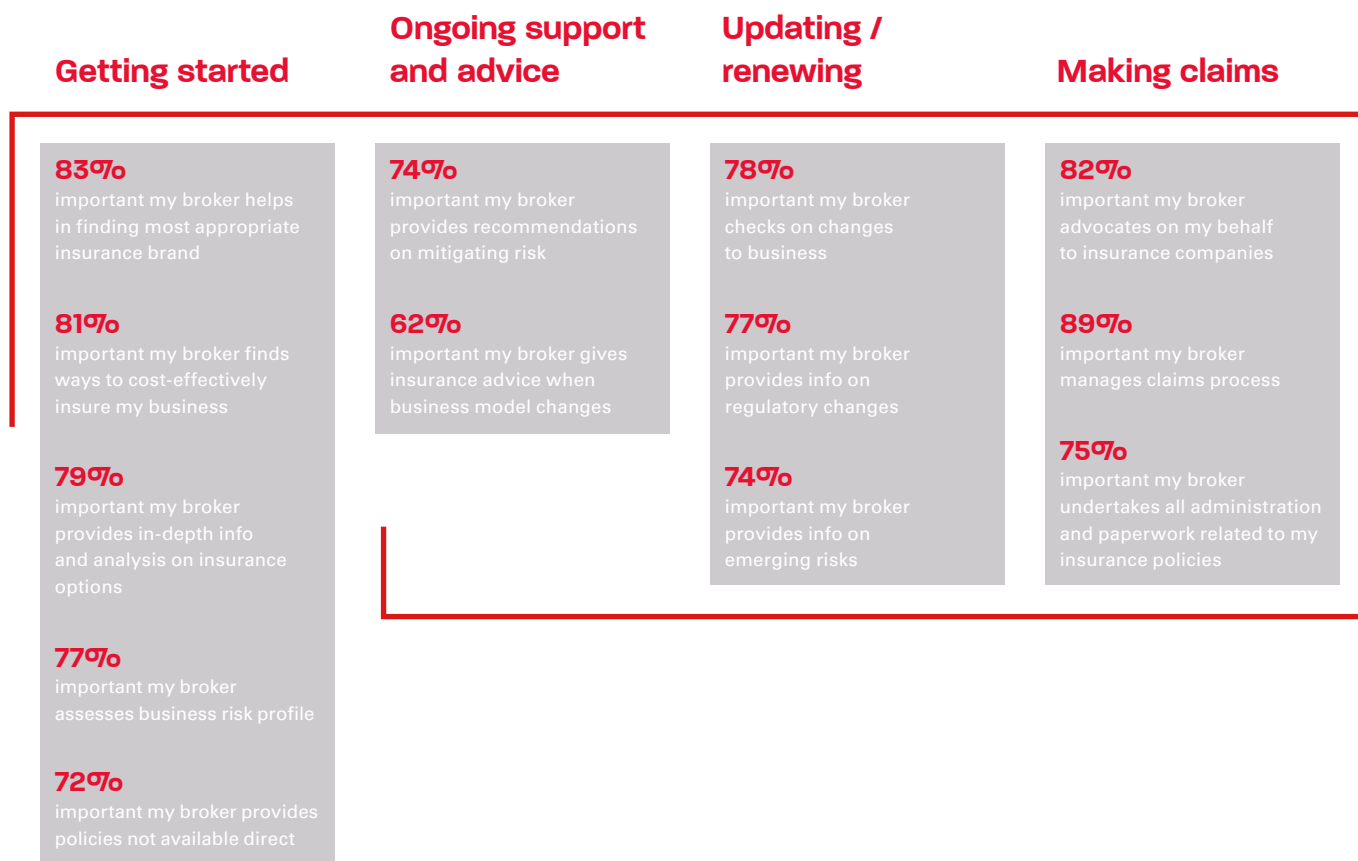 Getting started
83%
important my broker helps
in finding most appropriate
insurance brand
81%
important my broker finds
ways to cost-effectively
insure my business
79%
important my broker
provides in-depth info
and analysis on insurance
options
77%
important my broker
assesses business risk profile
72%
important my broker provides
policies not available direct
Ongoing support
and advice
74%
important my broker
provides recommendations
on mitigating risk
62%
important my broker gives
insurance advice when
business model changes
Updating /
renewing
78%
important my broker
checks on changes
to business
77%
important my broker
provides info on
regulatory changes
74%
important my broker
provides info on
emerging risks
Making claims
82%
important my broker
advocates on my behalf
to insurance companies
89%
important my broker
manages claims process
75%
important my broker
undertakes all administration
and paperwork related to my
insurance policies